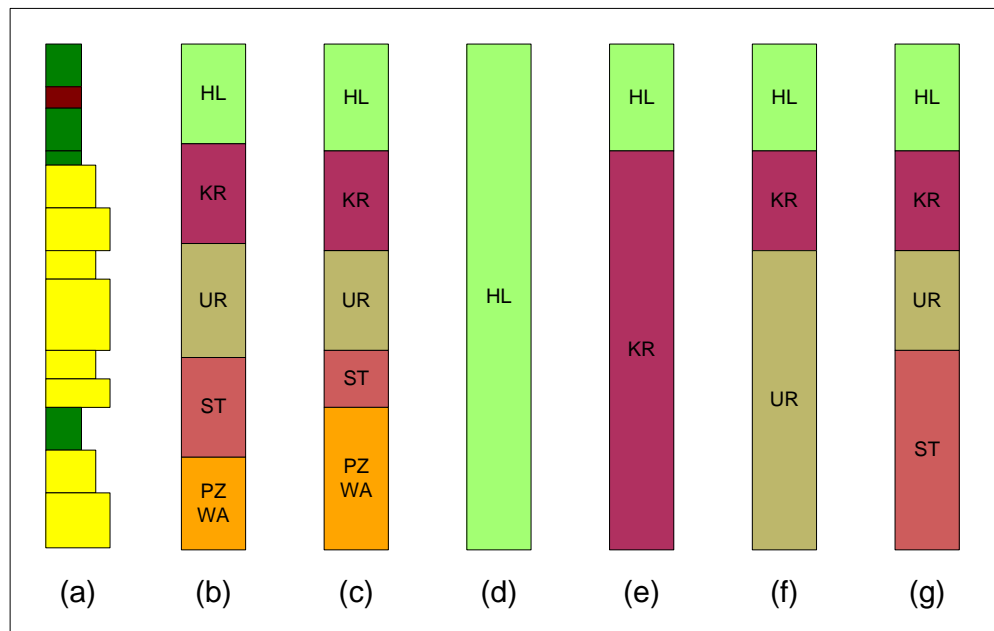 HL
KR
UR
ST
PZ
WA
HL
KR
UR
ST
PZ
WA
HL
HL
KR
HL
KR
UR
HL
KR
UR
ST
(a) (b) (c) (d) (e) (f) (g)